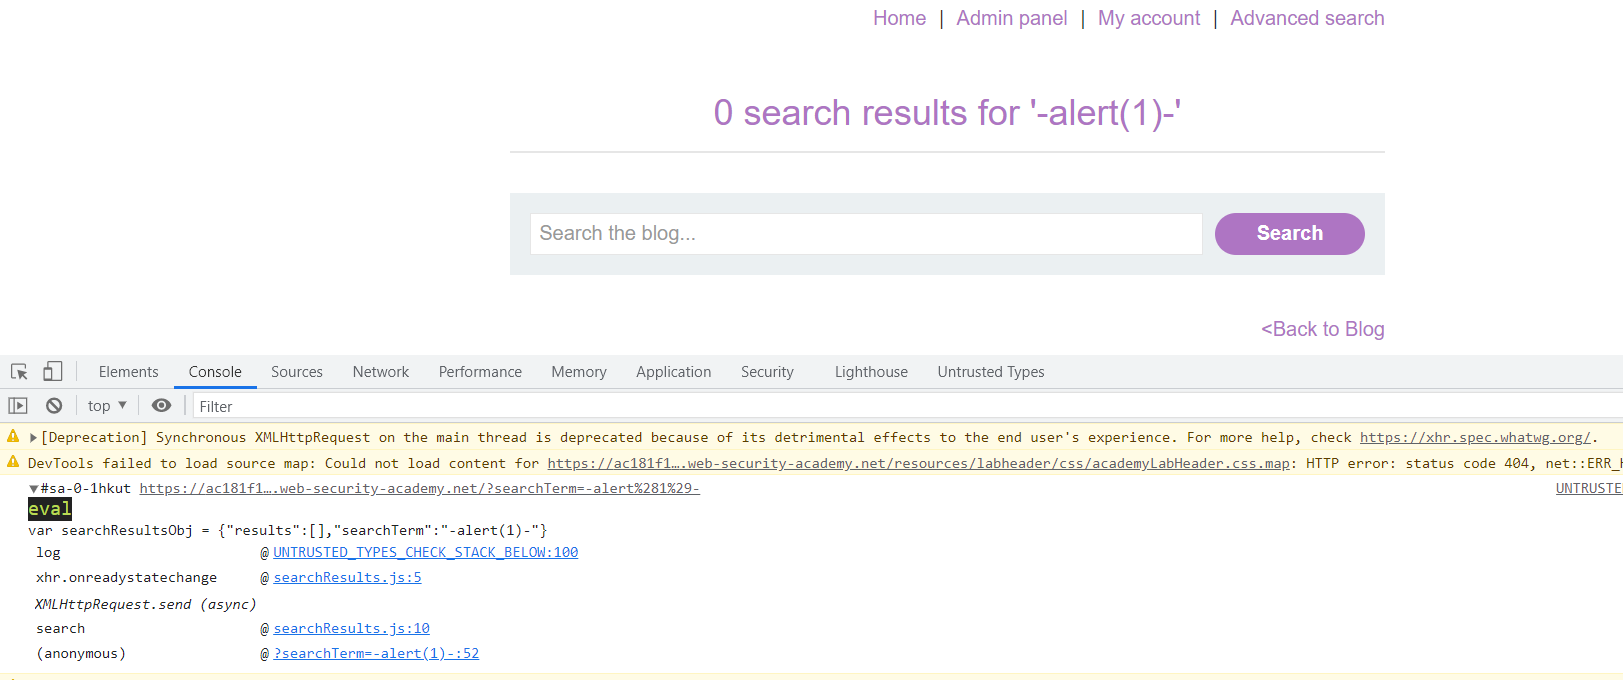 Home | Admin panel | My account | Advanced search
0 search results for '-alert(1)-'
Search the blog...
Search
<Back to Blog
Elements Console Sources Network Performance Memory Application Security Lighthouse Untrusted Types
top ▼ Filter
▶[Deprecation] Synchronous XMLHttpRequest on the main thread is deprecated because of its detrimental effects to the end user's experience. For more help, check https://xhr.spec.whatwg.org/.
DevTools failed to load source map: Could not load content for https://ac181f1….web-security-academy.net/resources/labheader/css/academyLabHeader.css.map: HTTP error: status code 404, net::ERR_H
▼#sa-0-1hkut https://ac181f1….web-security-academy.net/?searchTerm=-alert%281%29- UNTRUSTE
eval
var searchResultsObj = {"results":[],"searchTerm":"-alert(1)-"}
log @ UNTRUSTED_TYPES_CHECK_STACK_BELOW:100
xhr.onreadystatechange @ searchResults.js:5
XMLHttpRequest.send (async)
search @ searchResults.js:10
(anonymous) @ ?searchTerm=-alert(1)-:52